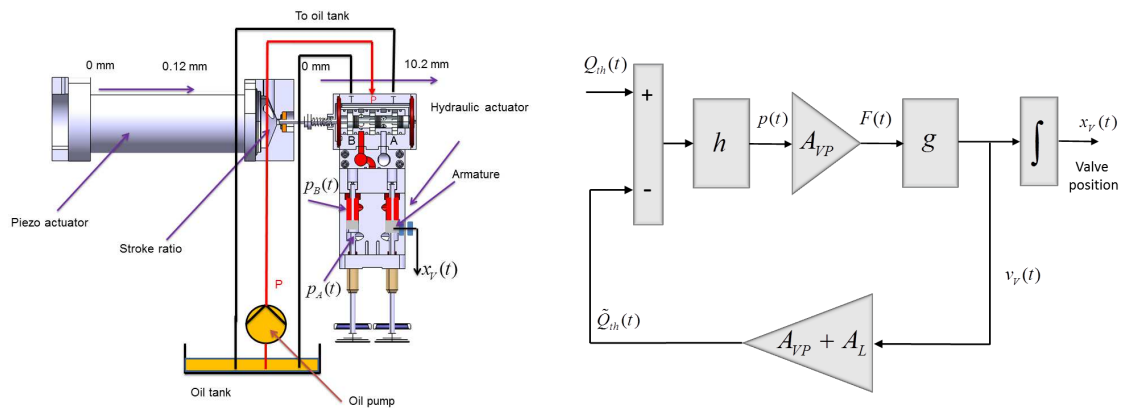 To oil tank
0 mm
0.12 mm
0 mm
10.2 mm
T
P
T
Hydraulic actuator
B
A
Armature
p_B(t)
Piezo actuator
Stroke ratio
x_V(t)
p_A(t)
P
Oil tank
Oil pump
Q_th(t)
+
-
h
p(t)
A_VP
F(t)
g
∫
x_V(t)
Valve
position
v_V(t)
Q̃_th(t)
A_VP + A_L